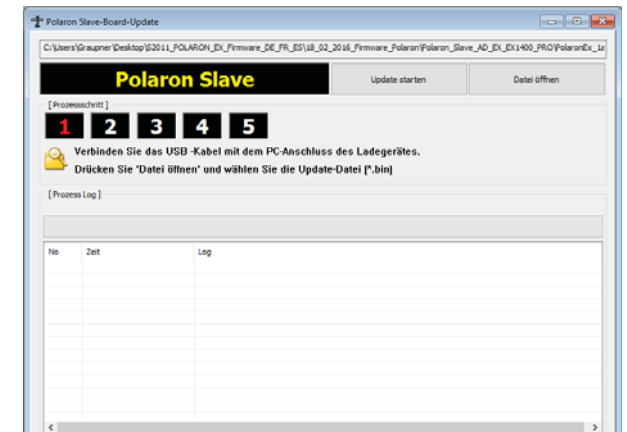 Polaron Slave-Board-Update
C:\Users\Graupner\Desktop\S2011_POLARON_EX_Firmware_DE_FR_ES\18_02_2016_Firmware_Polaron\Polaron_Slave_AD_EX_EX1400_PRO\PolaronEx_1a
Polaron Slave
Update starten
Datei öffnen
[ Prozessschritt ]
1 2 3 4 5
Verbinden Sie das USB -Kabel mit dem PC-Anschluss des Ladegerätes.
Drücken Sie 'Datei öffnen' und wählen Sie die Update-Datei (*.bin)
[ Prozess Log ]
No Zeit Log